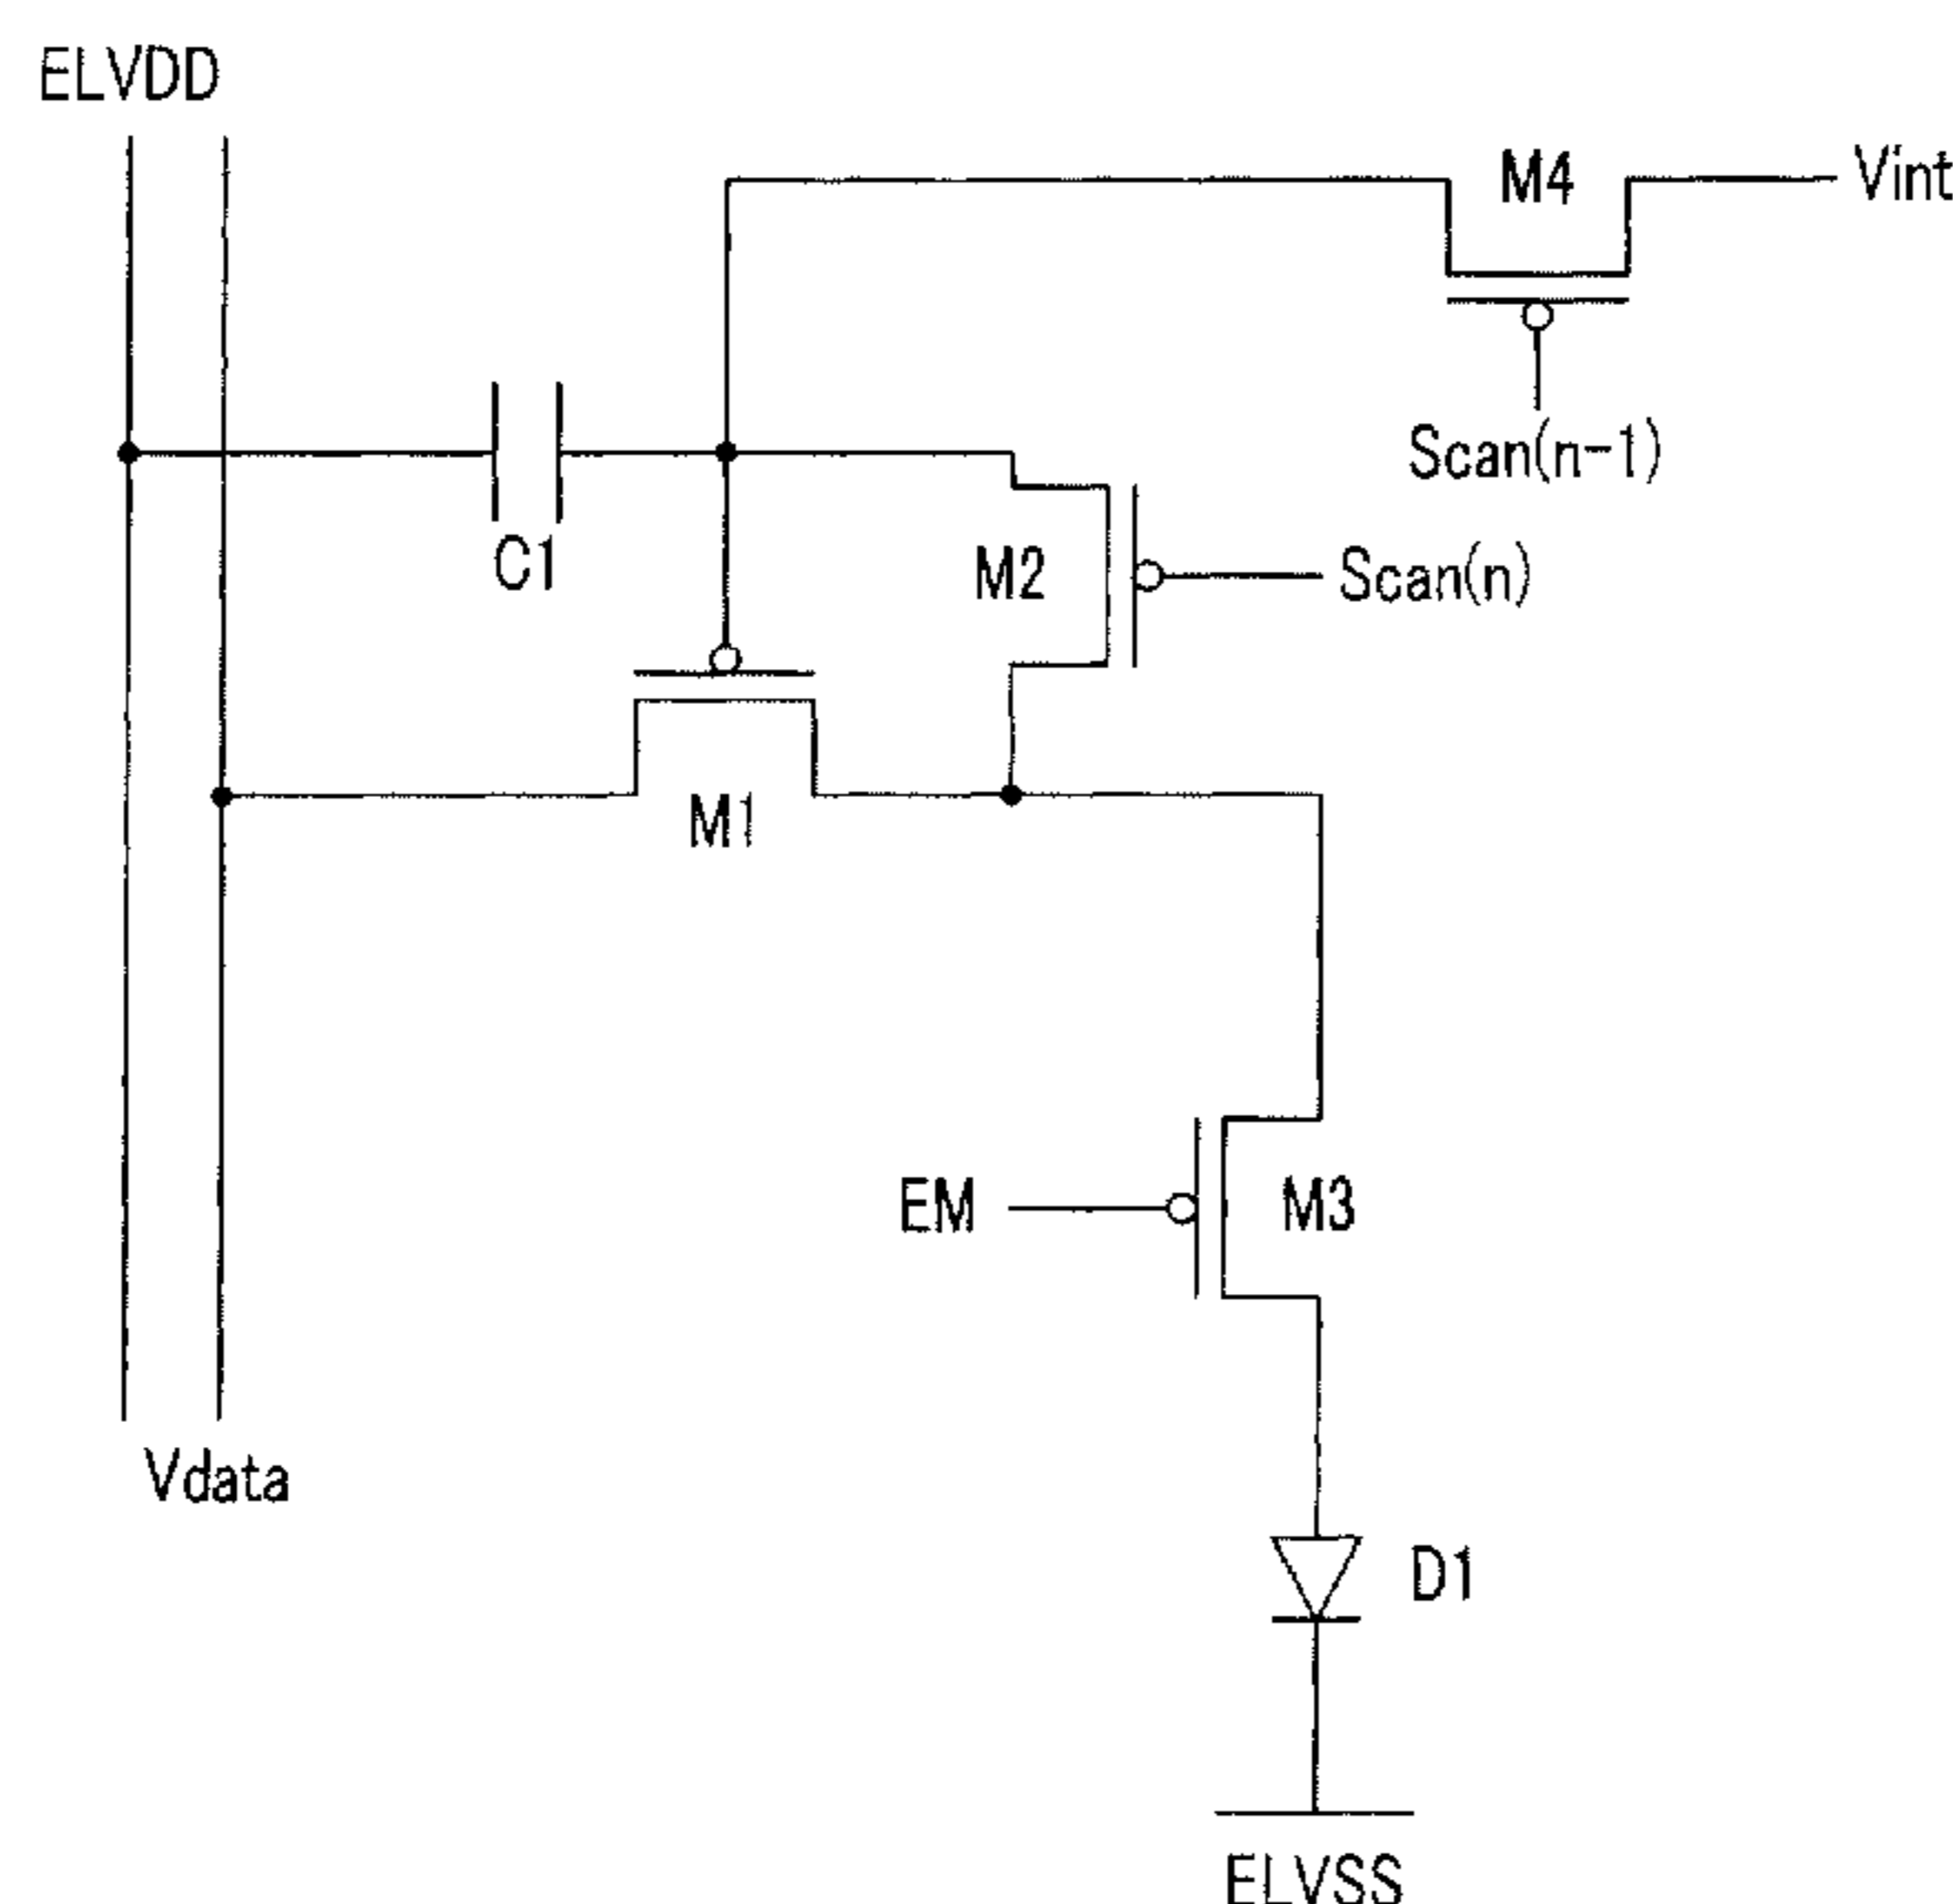 ELVDD
M4
Vint
Scan(n-1)
C1
M2
Scan(n)
M1
EM
M3
Vdata
D1
ELVSS